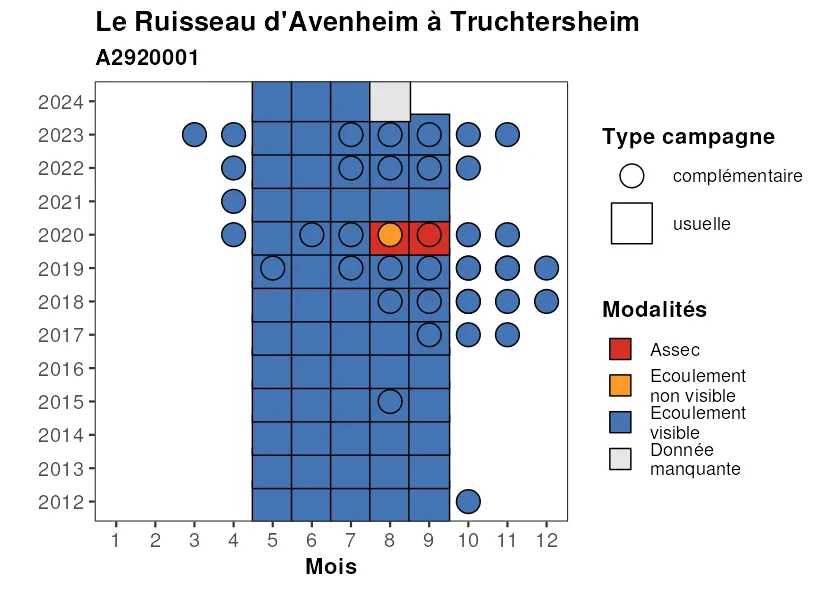 Le Ruisseau d'Avenheim à Truchtersheim
A2920001
2024
2023
2022
2021
2020
2019
2018
2017
2016
2015
2014
2013
2012
1 2 3 4 5 6 7 8 9 10 11 12
Mois
Type campagne
complémentaire
usuelle
Modalités
Assec
Ecoulement
non visible
Ecoulement
visible
Donnée
manquante